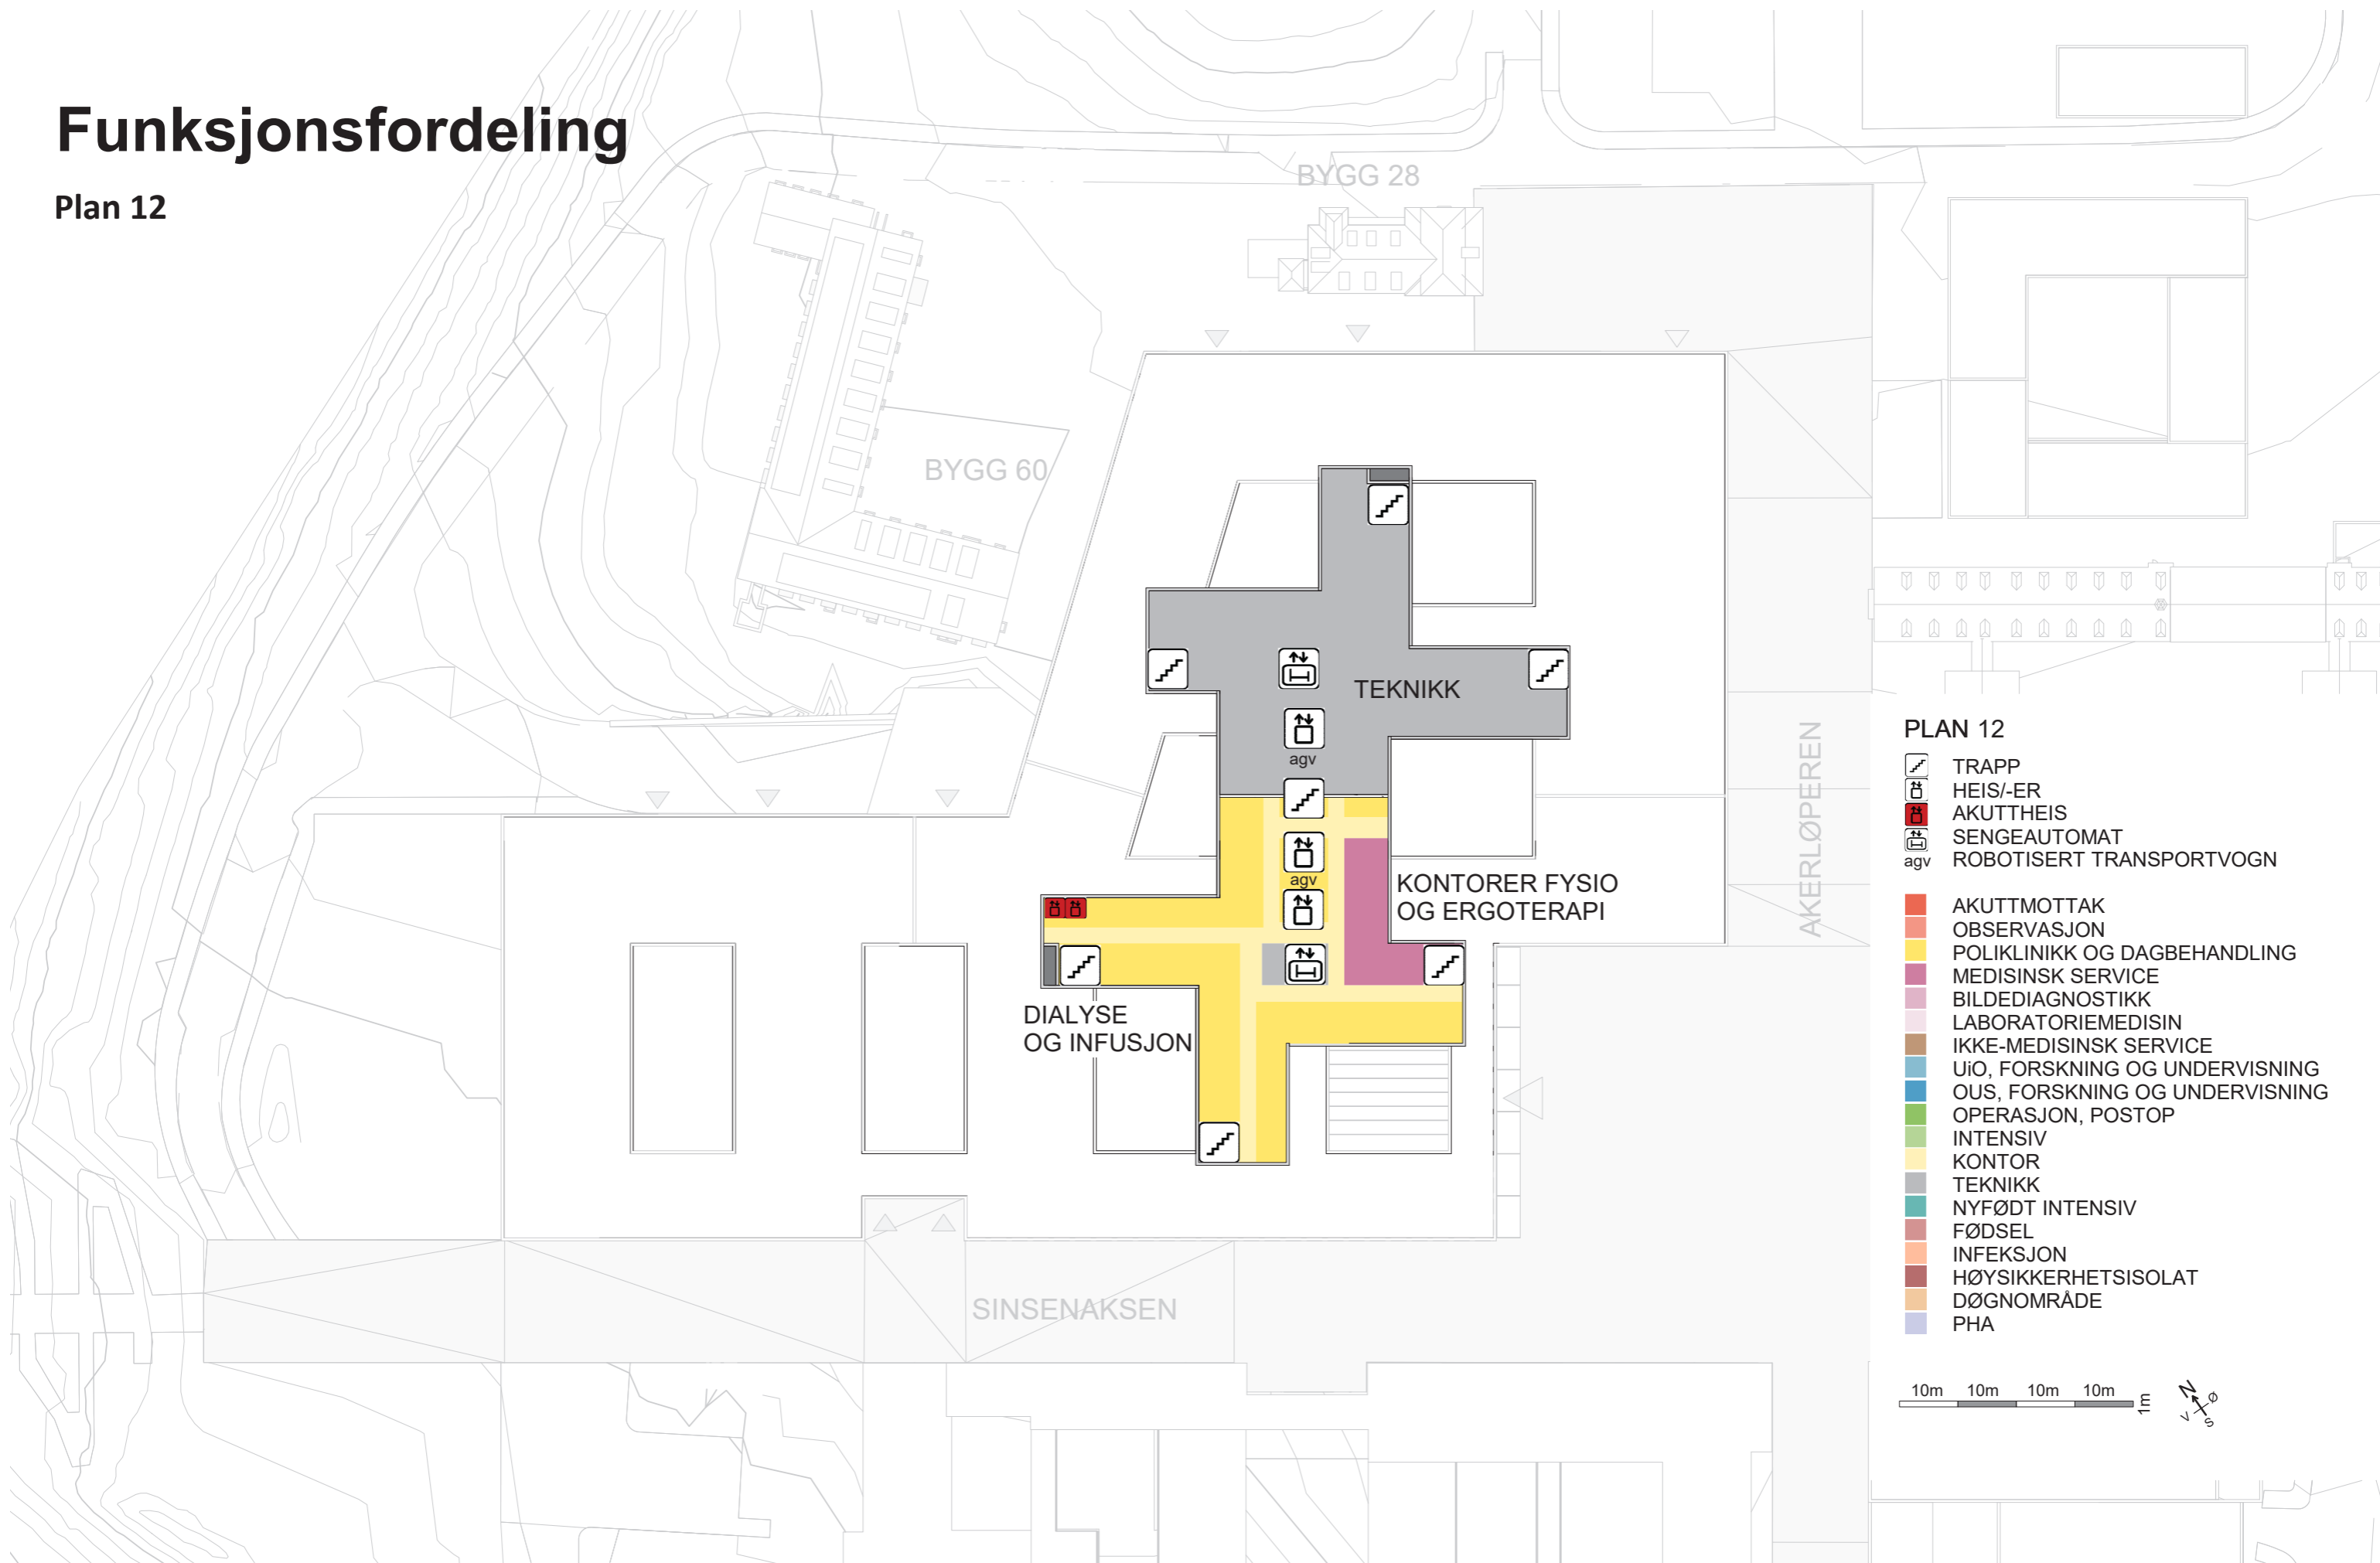 Funksjonsfordeling
Plan 12
BYGG 28
BYGG 60
TEKNIKK
agv
agv
KONTORER FYSIO
OG ERGOTERAPI
DIALYSE
OG INFUSJON
AKERLØPEREN
SINSENAKSEN
PLAN 12
TRAPP
HEIS/-ER
AKUTTHEIS
SENGEAUTOMAT
agv ROBOTISERT TRANSPORTVOGN
AKUTTMOTTAK
OBSERVASJON
POLIKLINIKK OG DAGBEHANDLING
MEDISINSK SERVICE
BILDEDIAGNOSTIKK
LABORATORIEMEDISIN
IKKE-MEDISINSK SERVICE
UiO, FORSKNING OG UNDERVISNING
OUS, FORSKNING OG UNDERVISNING
OPERASJON, POSTOP
INTENSIV
KONTOR
TEKNIKK
NYFØDT INTENSIV
FØDSEL
INFEKSJON
HØYSIKKERHETSISOLAT
DØGNOMRÅDE
PHA
10m 10m 10m 10m
1m
N
Ø
V
S